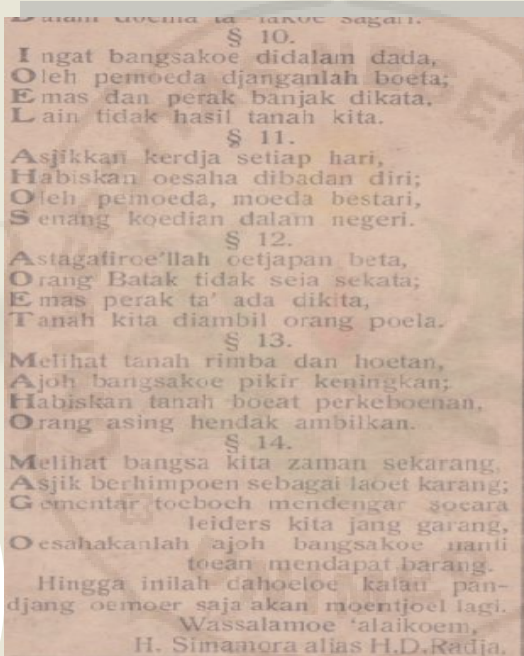 Dalam doenia ta' lakoe sagari.
§ 10.
Ingat bangsakoe didalam dada,
Oleh pemoeda djanganlah boeta;
Emas dan perak banjak dikata,
Lain tidak hasil tanah kita.
§ 11.
Asjikkan kerdja setiap hari,
Habiskan oesaha dibadan diri;
Oleh pemoeda, moeda bestari,
Senang koedian dalam negeri.
§ 12.
Astagafiroe'llah oetjapan beta,
Orang Batak tidak seia sekata;
Emas perak ta' ada dikita,
Tanah kita diambil orang poela.
§ 13.
Melihat tanah rimba dan hoetan,
Ajoh bangsakoe pikir keningkan;
Habiskan tanah boeat perkeboenan,
Orang asing hendak ambilkan.
§ 14.
Melihat bangsa kita zaman sekarang,
Asjik berhimpoen sebagai laoet karang;
Gementar toeboeh mendengar soeara
leiders kita jang garang,
Oesahakanlah ajoh bangsakoe nanti
toean mendapat barang.
Hingga inilah dahoeloe kalau pan-
djang oemoer saja akan moentjoel lagi.
Wassalamoe 'alaikoem,
H. Simamora alias H.D.Radja.